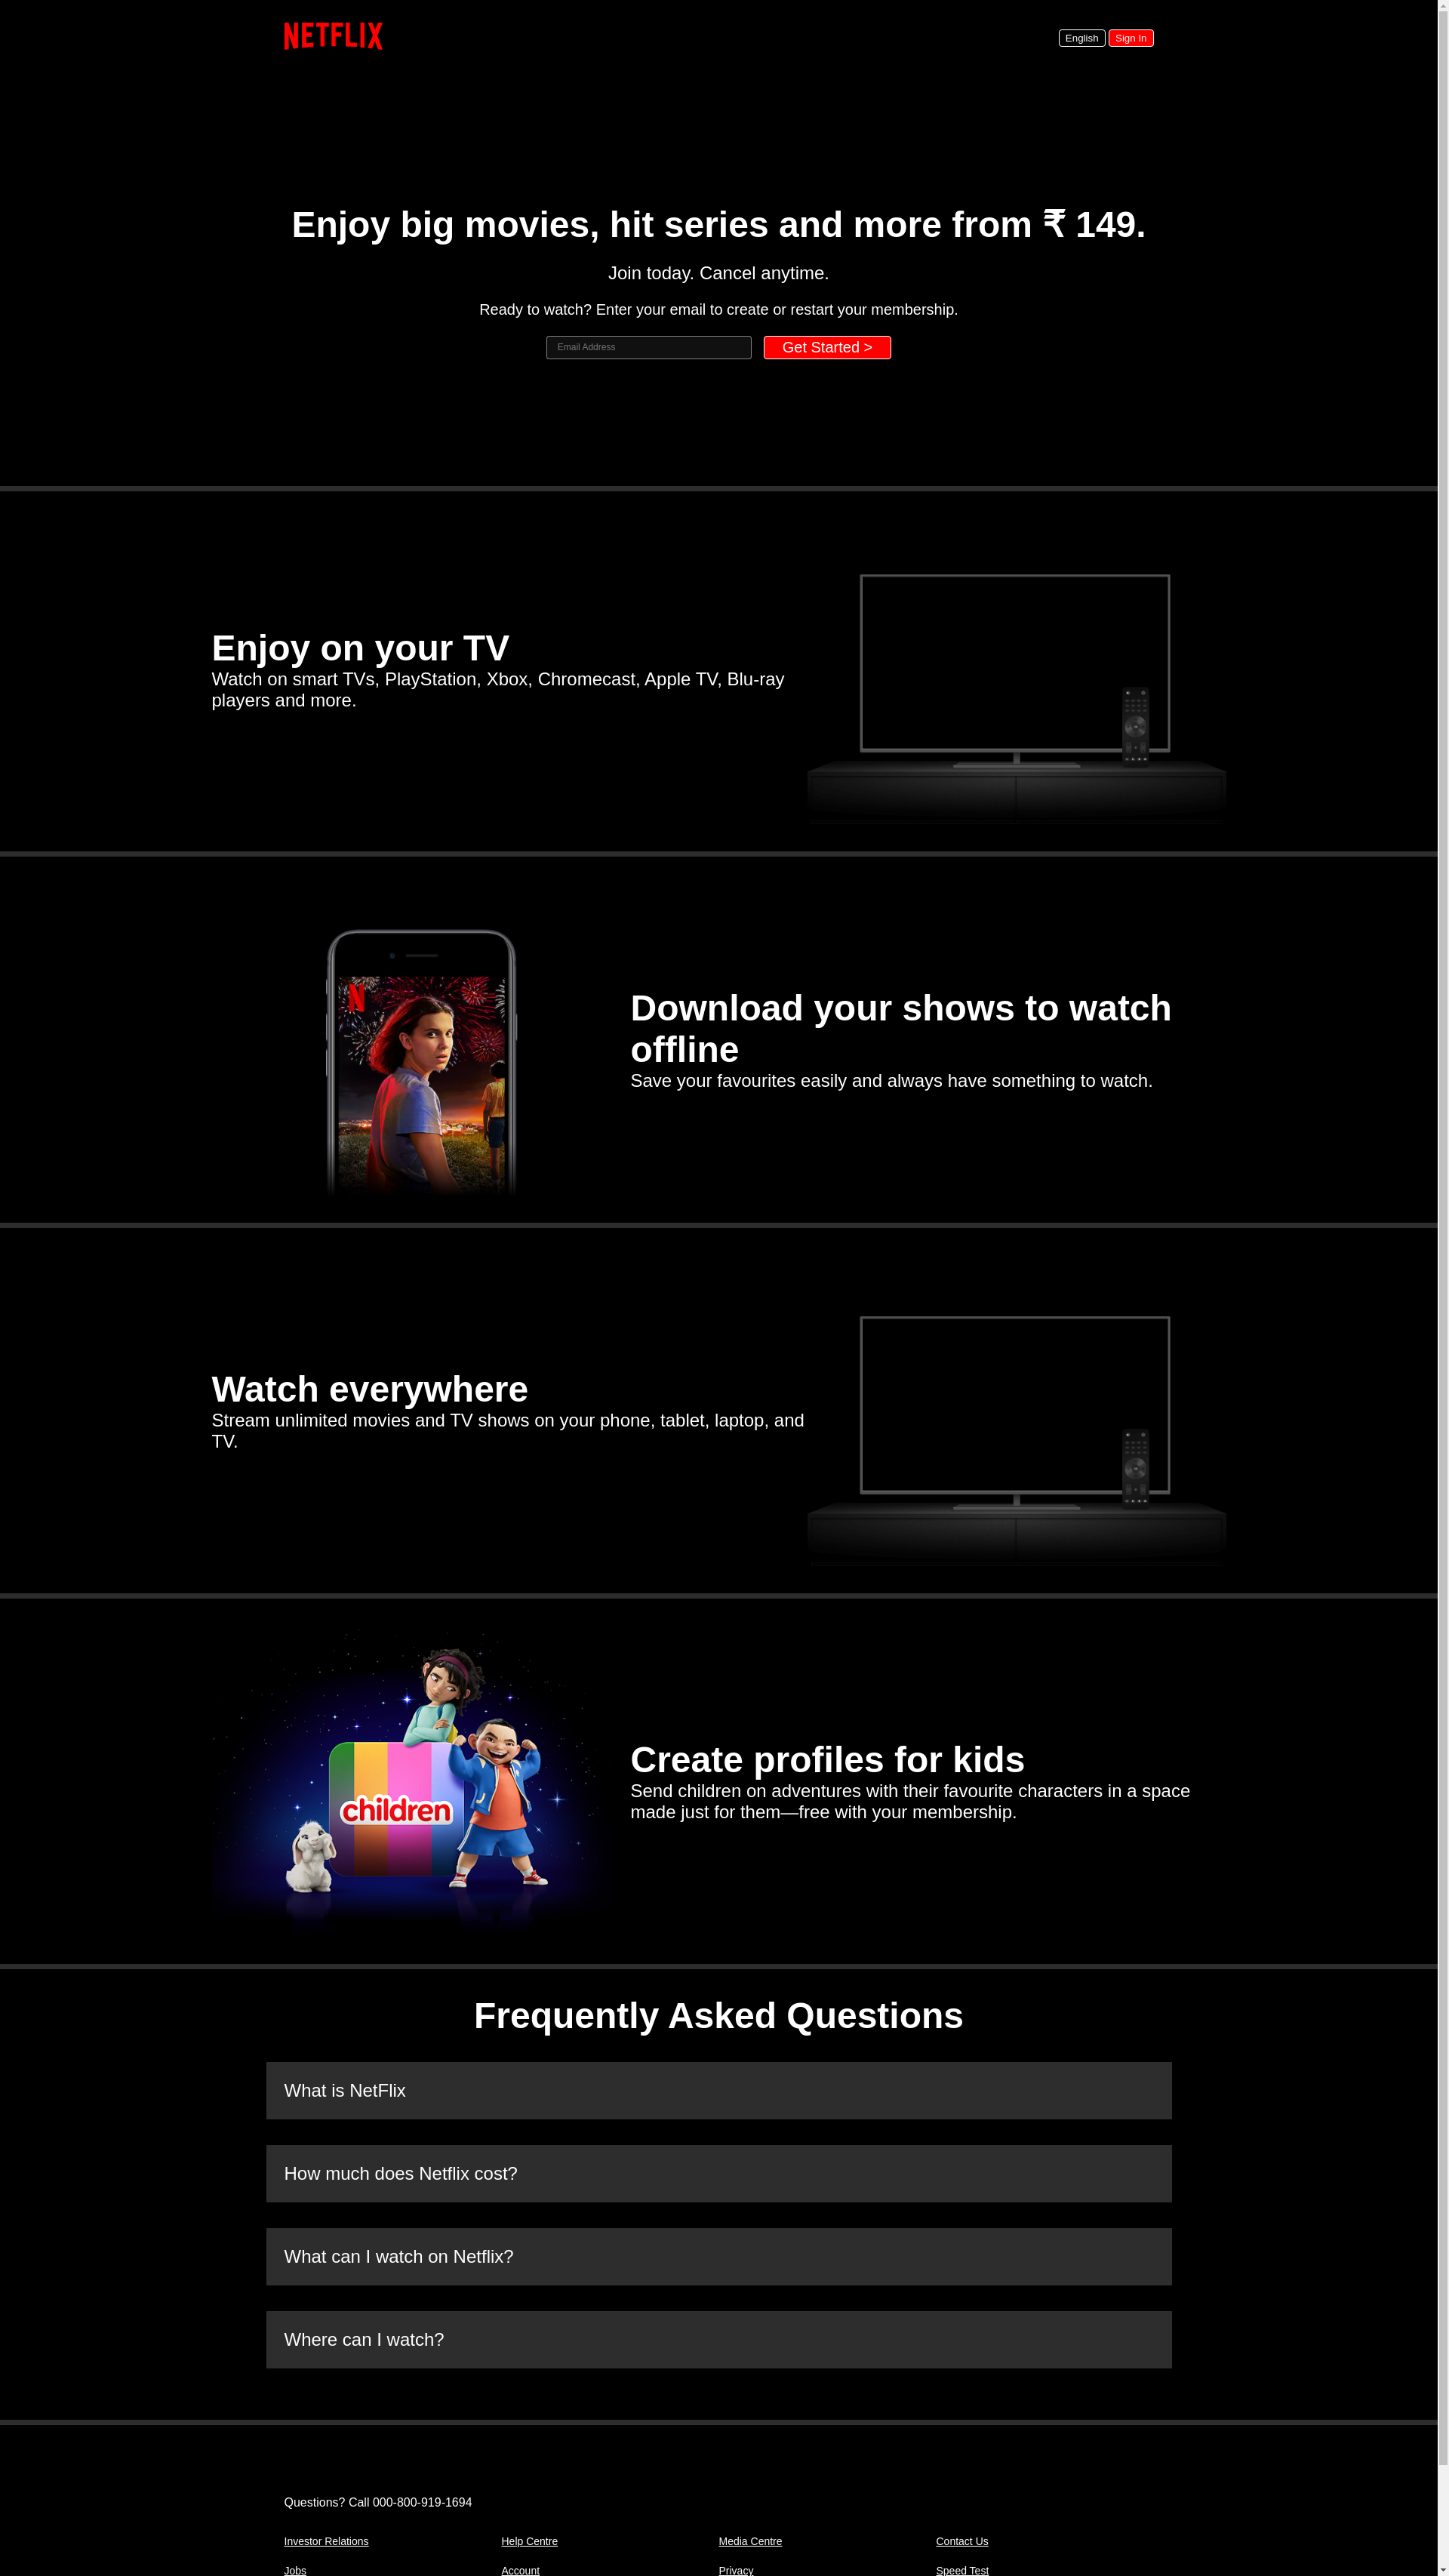 NETFLIX
English Sign In
Enjoy big movies, hit series and more from ₹ 149.
Join today. Cancel anytime.
Ready to watch? Enter your email to create or restart your membership.
Email Address Get Started >
Enjoy on your TV
Watch on smart TVs, PlayStation, Xbox, Chromecast, Apple TV, Blu-ray
players and more.
N
Download your shows to watch
offline
Save your favourites easily and always have something to watch.
Watch everywhere
Stream unlimited movies and TV shows on your phone, tablet, laptop, and
TV.
children
Create profiles for kids
Send children on adventures with their favourite characters in a space
made just for them—free with your membership.
Frequently Asked Questions
What is NetFlix
How much does Netflix cost?
What can I watch on Netflix?
Where can I watch?
Questions? Call 000-800-919-1694
Investor Relations Help Centre Media Centre Contact Us
Jobs Account Privacy Speed Test